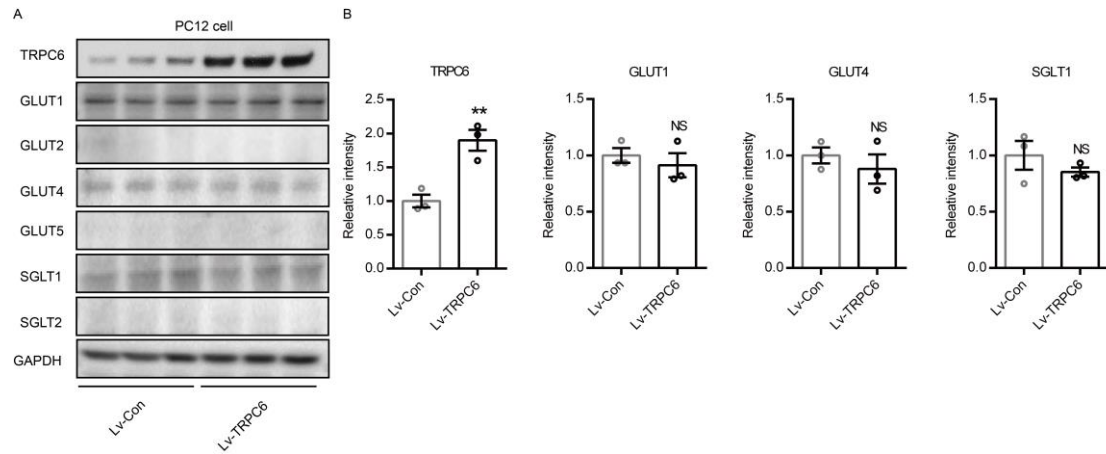 A
B
PC12 cell
TRPC6
GLUT1
GLUT2
GLUT4
GLUT5
SGLT1
SGLT2
GAPDH
Lv-Con
Lv-TRPC6
TRPC6
Releative intensity
2.5
2.0
1.5
1.0
0.5
0.0
**
Lv-Con
Lv-TRPC6
GLUT1
Releative intensity
1.5
1.0
0.5
0.0
NS
Lv-Con
Lv-TRPC6
GLUT4
Releative intensity
1.5
1.0
0.5
0.0
NS
Lv-Con
Lv-TRPC6
SGLT1
Releative intensity
1.5
1.0
0.5
0.0
NS
Lv-Con
Lv-TRPC6